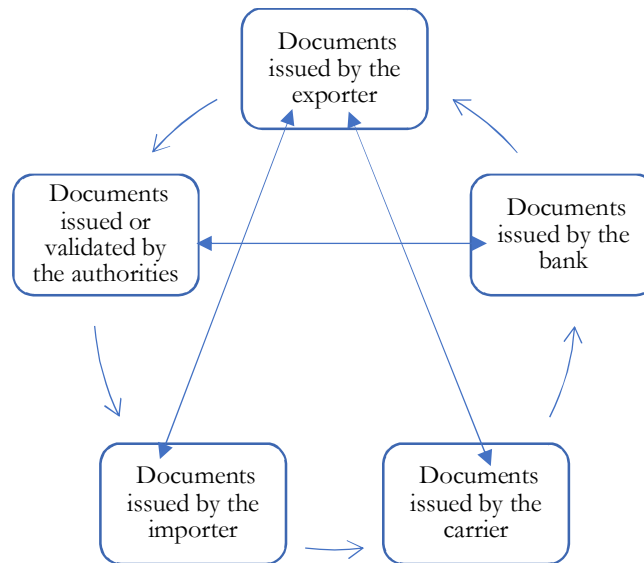 Documents
issued by the
exporter
Documents
issued or
validated by
the authorities
Documents
issued by the
bank
Documents
issued by the
importer
Documents
issued by the
carrier